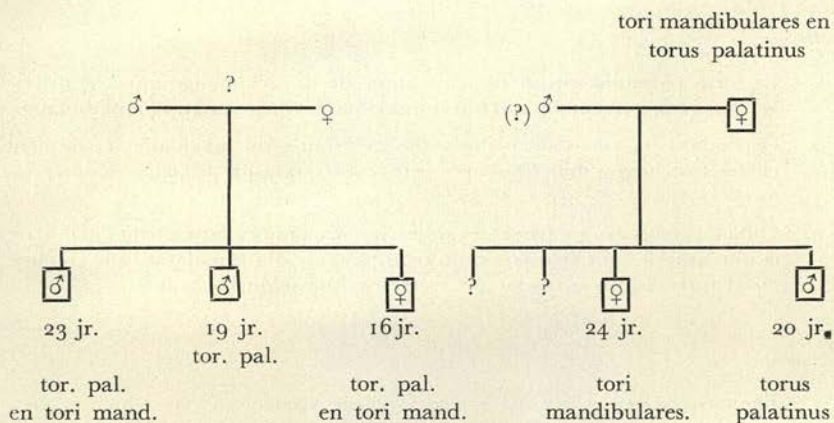 tori mandibulares en
torus palatinus
?
♂ ♀
(?) ♂ ♀
♂ ♂ ♀ ? ? ♀ ♂
23 jr. 19 jr. 16 jr. 24 jr. 20 jr.
tor. pal.
tor. pal. tor. pal. tori torus
en tori mand. en tori mand. mandibulares. palatinus